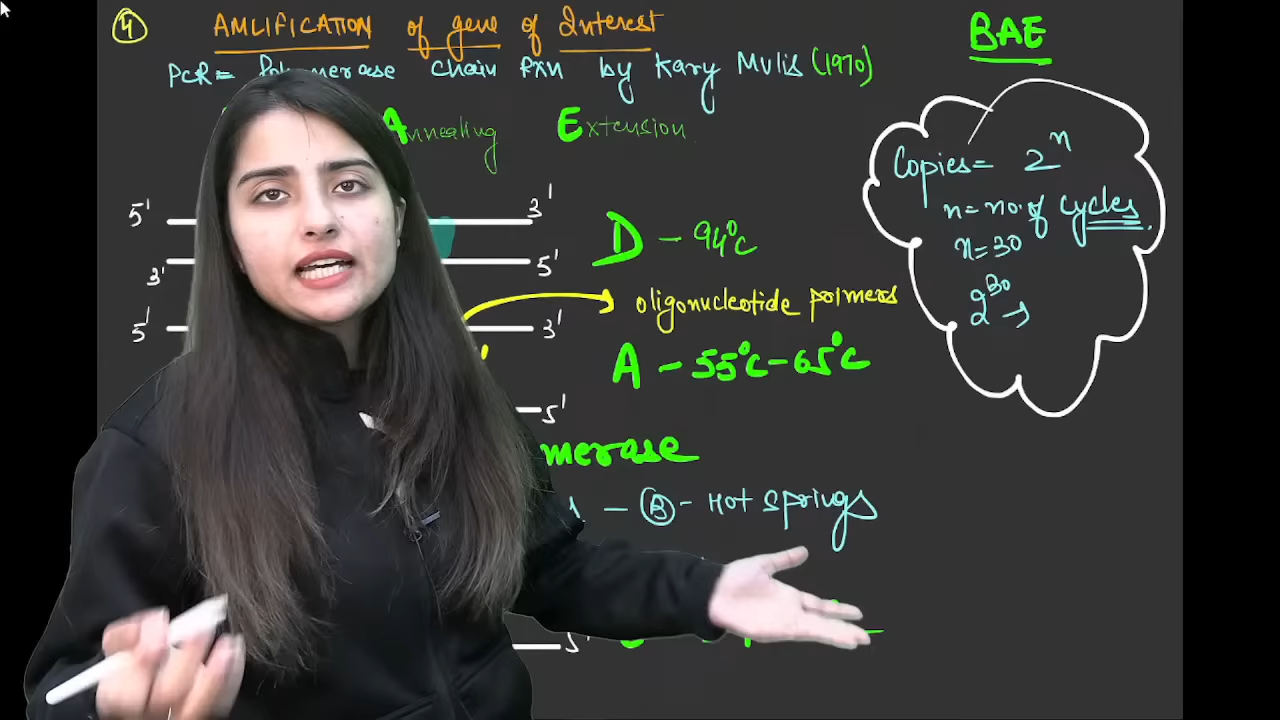 4 AMLIFICATION of gene of Interest
BAE
PCR = Polymerase Chain Rxn by Kary Mulis (1970)
Annealing Extension
Copies = 2ⁿ
n = no. of cycles
n = 30
2³⁰ →
5' 3'
3' 5'
D - 94°C
oligonucleotide
5' 3'
A - 55°C - 65°C
5'
merase
- B - Hot springs
5'